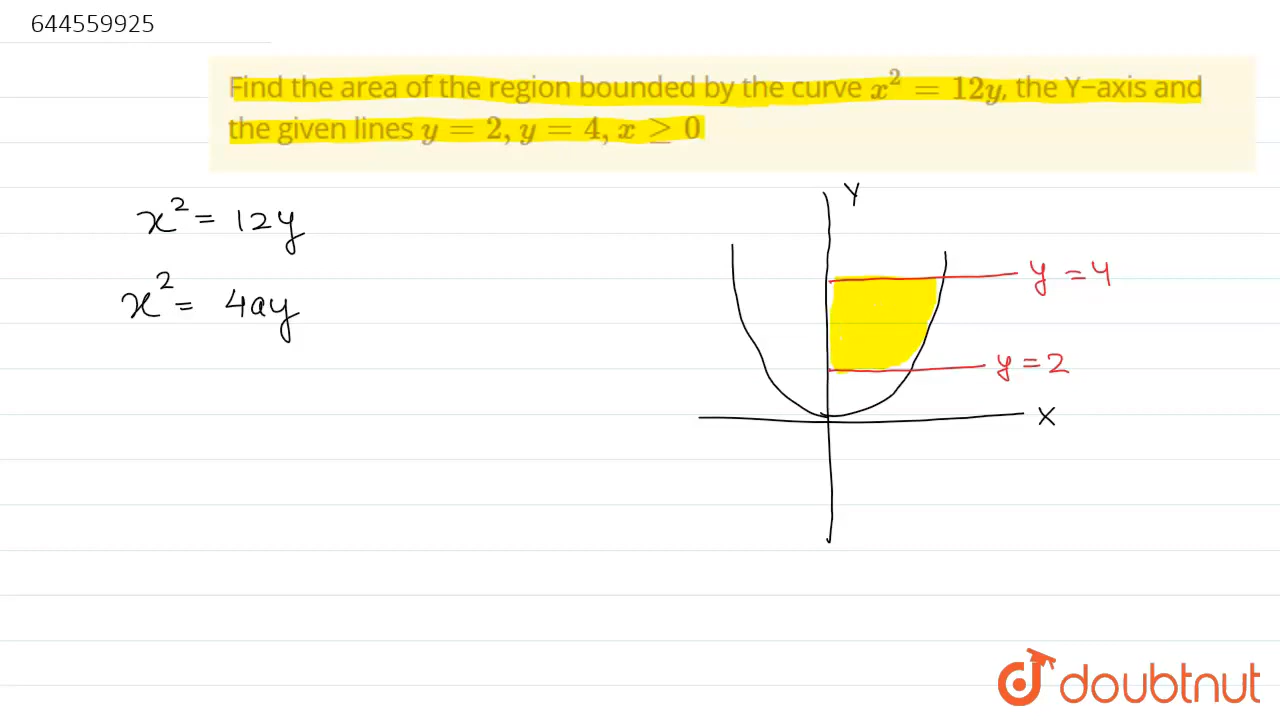 644559925
Find the area of the region bounded by the curve x² = 12y, the Y−axis and
the given lines y = 2, y = 4, x ≥ 0
x² = 12y
x² = 4ay
Y
y = 4
y = 2
X
doubtnut